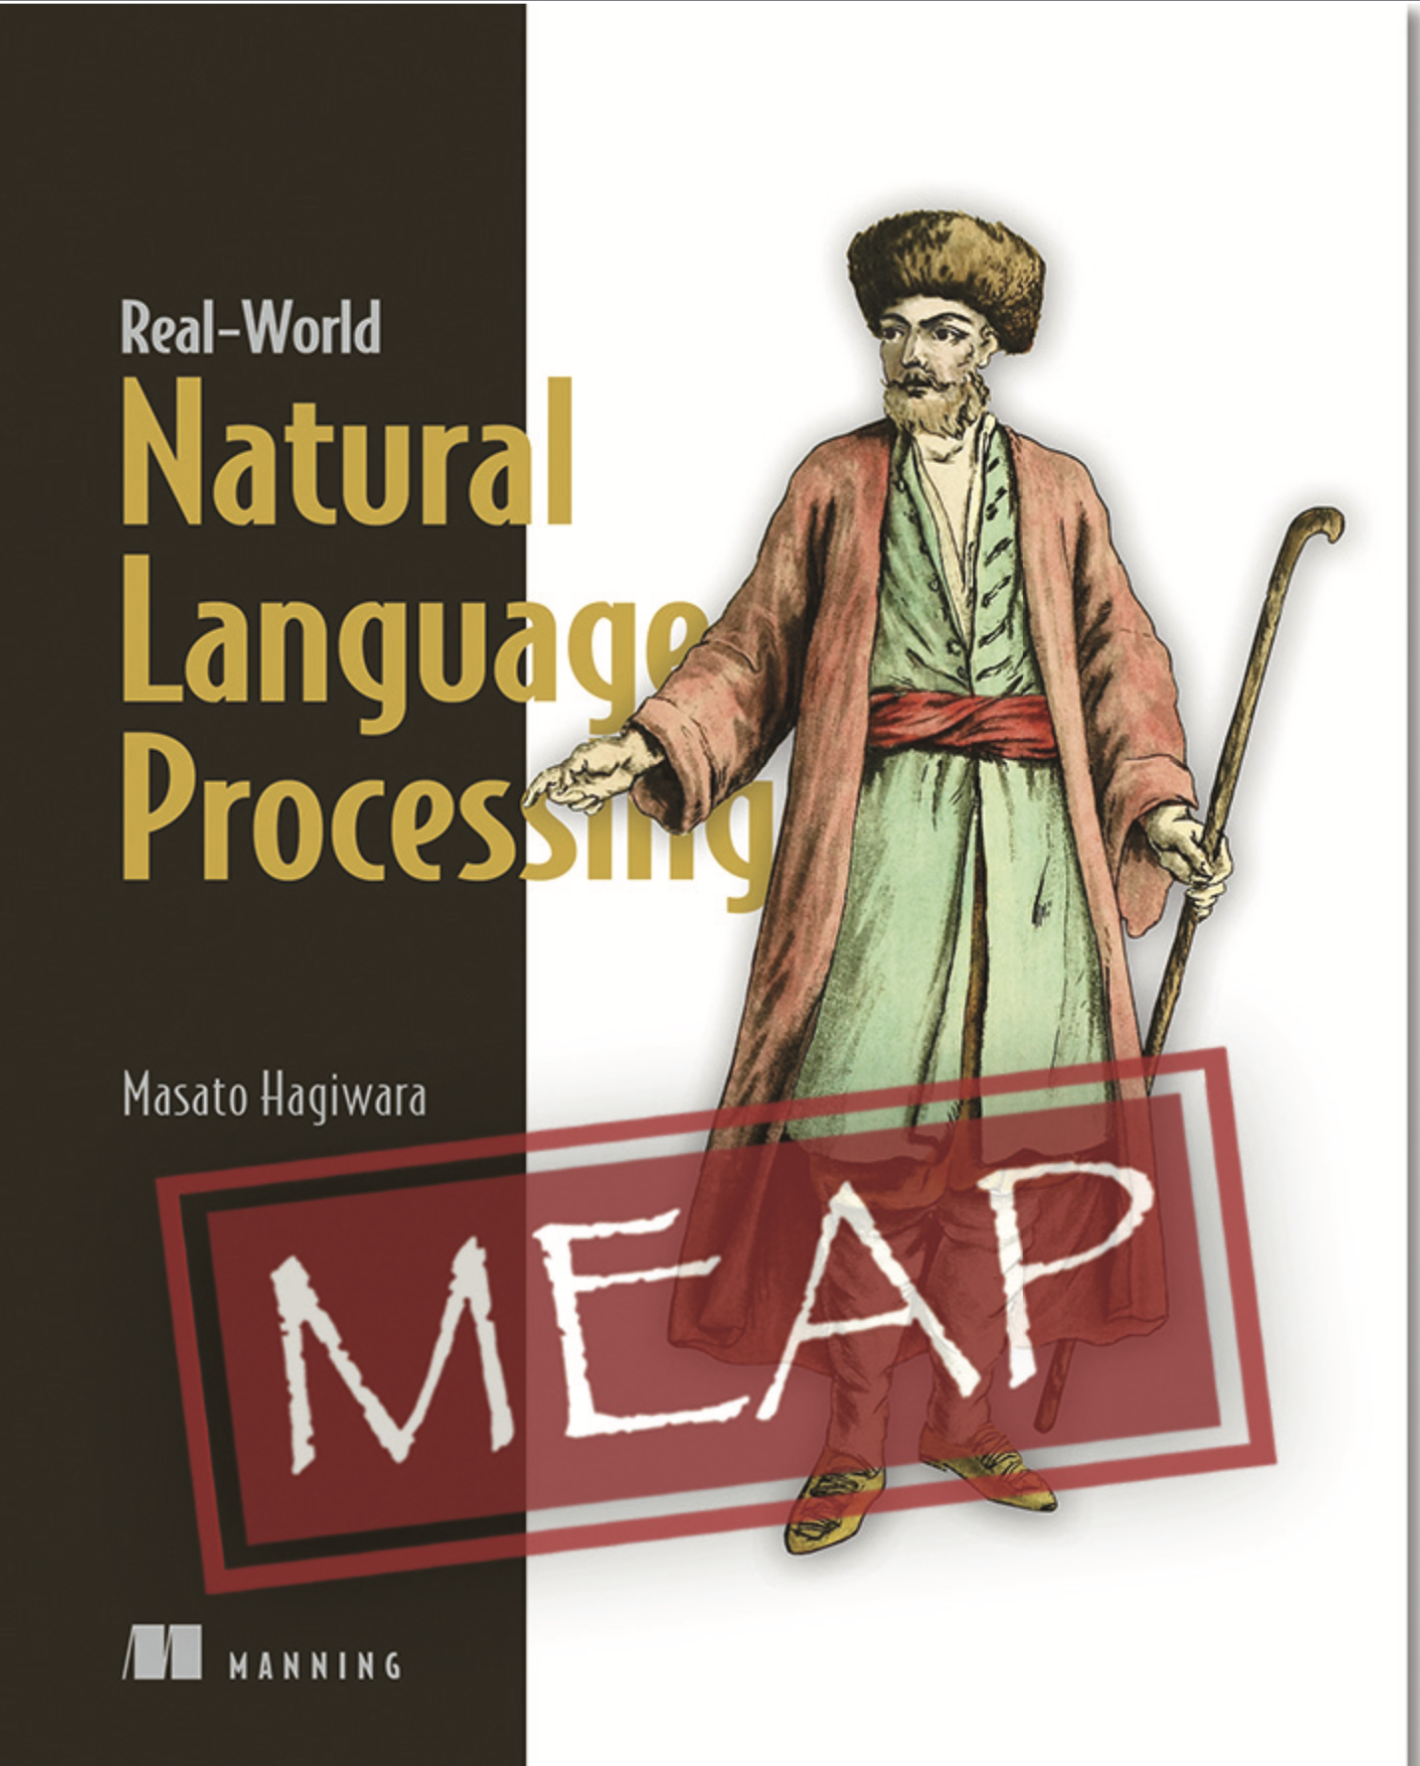 Real-World
Natural
Language
Processing
Masato Hagiwara
MEAP
MANNING